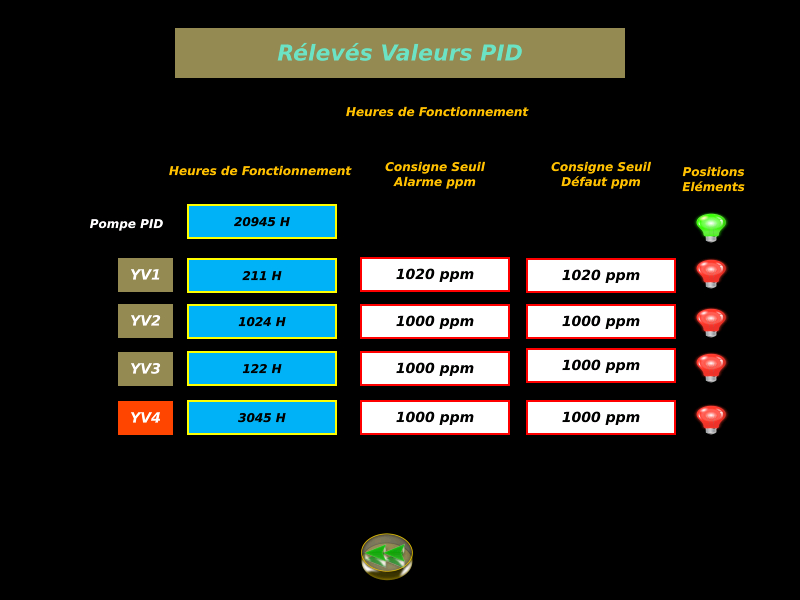 Rélevés Valeurs PID
Heures de Fonctionnement
Heures de Fonctionnement
Consigne Seuil
Alarme ppm
Consigne Seuil
Défaut ppm
Positions
Eléments
Pompe PID
20945 H
YV1
211 H
1020 ppm
1020 ppm
YV2
1024 H
1000 ppm
1000 ppm
YV3
122 H
1000 ppm
1000 ppm
YV4
3045 H
1000 ppm
1000 ppm